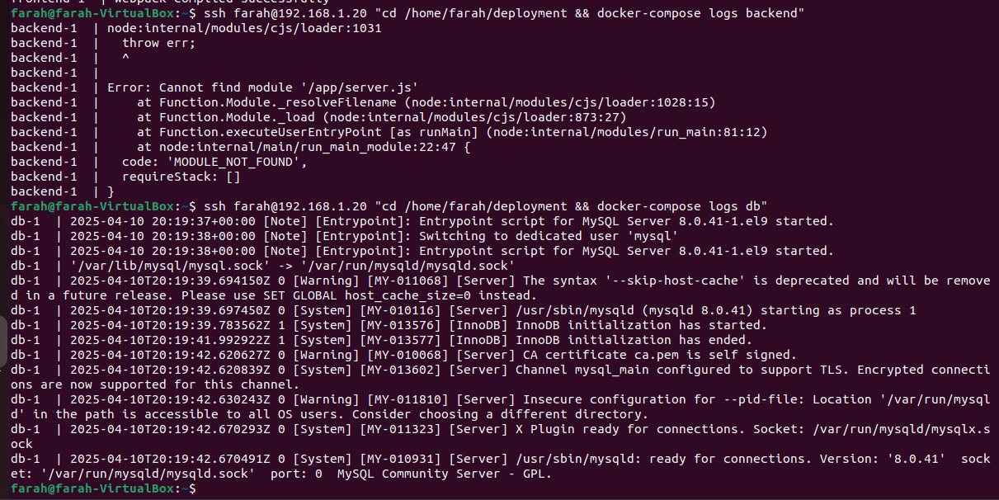 frontend-1  | webpack compiled successfully
farah@farah-VirtualBox:~$ ssh farah@192.168.1.20 "cd /home/farah/deployment && docker-compose logs backend"
backend-1  | node:internal/modules/cjs/loader:1031
backend-1  |   throw err;
backend-1  |   ^
backend-1  |
backend-1  | Error: Cannot find module '/app/server.js'
backend-1  |     at Function.Module._resolveFilename (node:internal/modules/cjs/loader:1028:15)
backend-1  |     at Function.Module._load (node:internal/modules/cjs/loader:873:27)
backend-1  |     at Function.executeUserEntryPoint [as runMain] (node:internal/modules/run_main:81:12)
backend-1  |     at node:internal/main/run_main_module:22:47 {
backend-1  |   code: 'MODULE_NOT_FOUND',
backend-1  |   requireStack: []
backend-1  | }
farah@farah-VirtualBox:~$ ssh farah@192.168.1.20 "cd /home/farah/deployment && docker-compose logs db"
db-1  | 2025-04-10 20:19:37+00:00 [Note] [Entrypoint]: Entrypoint script for MySQL Server 8.0.41-1.el9 started.
db-1  | 2025-04-10 20:19:38+00:00 [Note] [Entrypoint]: Switching to dedicated user 'mysql'
db-1  | 2025-04-10 20:19:38+00:00 [Note] [Entrypoint]: Entrypoint script for MySQL Server 8.0.41-1.el9 started.
db-1  | '/var/lib/mysql/mysql.sock' -> '/var/run/mysqld/mysqld.sock'
db-1  | 2025-04-10T20:19:39.694150Z 0 [Warning] [MY-011068] [Server] The syntax '--skip-host-cache' is deprecated and will be remove
d in a future release. Please use SET GLOBAL host_cache_size=0 instead.
db-1  | 2025-04-10T20:19:39.697450Z 0 [System] [MY-010116] [Server] /usr/sbin/mysqld (mysqld 8.0.41) starting as process 1
db-1  | 2025-04-10T20:19:39.783562Z 1 [System] [MY-013576] [InnoDB] InnoDB initialization has started.
db-1  | 2025-04-10T20:19:41.992922Z 1 [System] [MY-013577] [InnoDB] InnoDB initialization has ended.
db-1  | 2025-04-10T20:19:42.620627Z 0 [Warning] [MY-010068] [Server] CA certificate ca.pem is self signed.
db-1  | 2025-04-10T20:19:42.620839Z 0 [System] [MY-013602] [Server] Channel mysql_main configured to support TLS. Encrypted connecti
ons are now supported for this channel.
db-1  | 2025-04-10T20:19:42.630243Z 0 [Warning] [MY-011810] [Server] Insecure configuration for --pid-file: Location '/var/run/mysql
d' in the path is accessible to all OS users. Consider choosing a different directory.
db-1  | 2025-04-10T20:19:42.670293Z 0 [System] [MY-011323] [Server] X Plugin ready for connections. Socket: /var/run/mysqld/mysqlx.s
ock
db-1  | 2025-04-10T20:19:42.670491Z 0 [System] [MY-010931] [Server] /usr/sbin/mysqld: ready for connections. Version: '8.0.41'  sock
et: '/var/run/mysqld/mysqld.sock'  port: 0  MySQL Community Server - GPL.
farah@farah-VirtualBox:~$